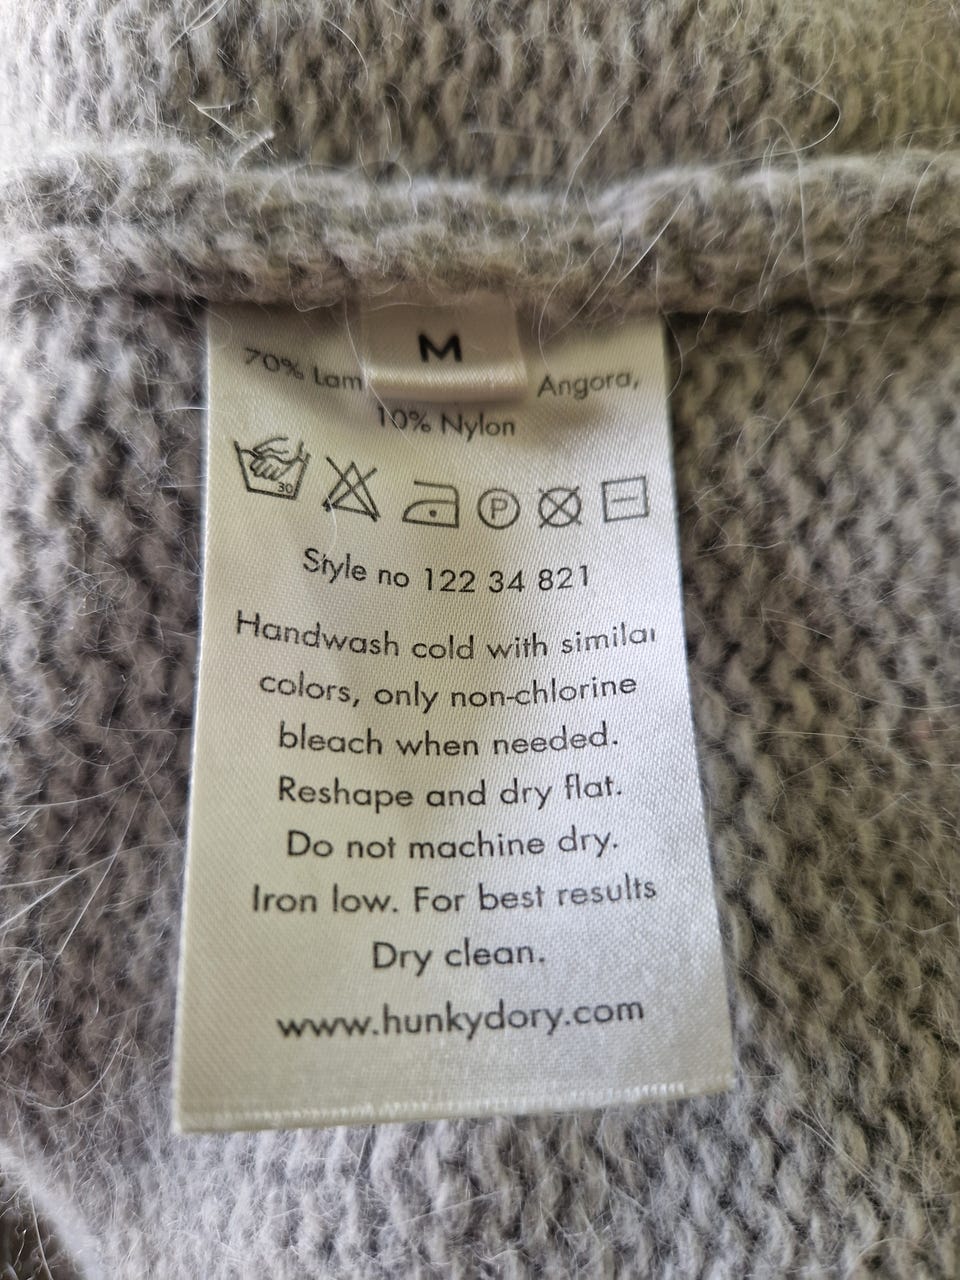 M
70% Lam Angora,
10% Nylon
30
P
Style no 122 34 821
Handwash cold with similar
colors, only non-chlorine
bleach when needed.
Reshape and dry flat.
Do not machine dry.
Iron low. For best results
Dry clean.
www.hunkydory.com